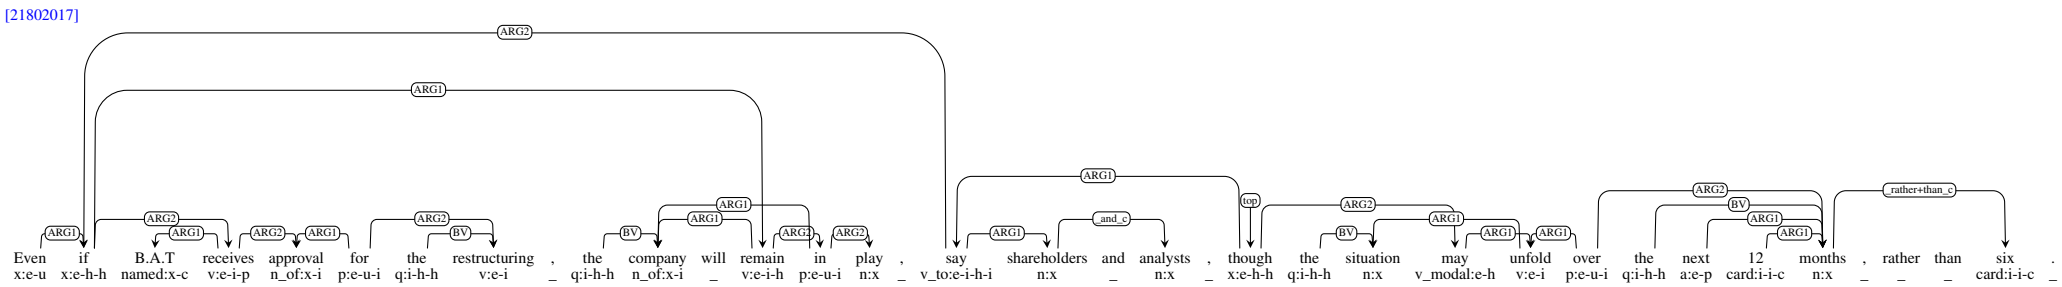 [21802017]
ARG2
ARG1
ARG1 top _rather+than_c
ARG2
ARG1 ARG2 BV
ARG2 ARG2 ARG1 _and_c ARG1 ARG1
ARG1 ARG1 ARG2 ARG1 BV BV ARG2 ARG2 ARG1 BV ARG1 ARG1 ARG1
Even if B.A.T receives approval for the restructuring , the company will remain in play , say shareholders and analysts , though the situation may unfold over the next 12 months , rather than six .
x:e-u x:e-h-h named:x-c v:e-i-p n_of:x-i p:e-u-i q:i-h-h v:e-i _ q:i-h-h n_of:x-i _ v:e-i-h p:e-u-i n:x _ v_to:e-i-h-i n:x _ n:x _ x:e-h-h q:i-h-h n:x v_modal:e-h v:e-i p:e-u-i q:i-h-h a:e-p card:i-i-c n:x _ _ _ card:i-i-c _